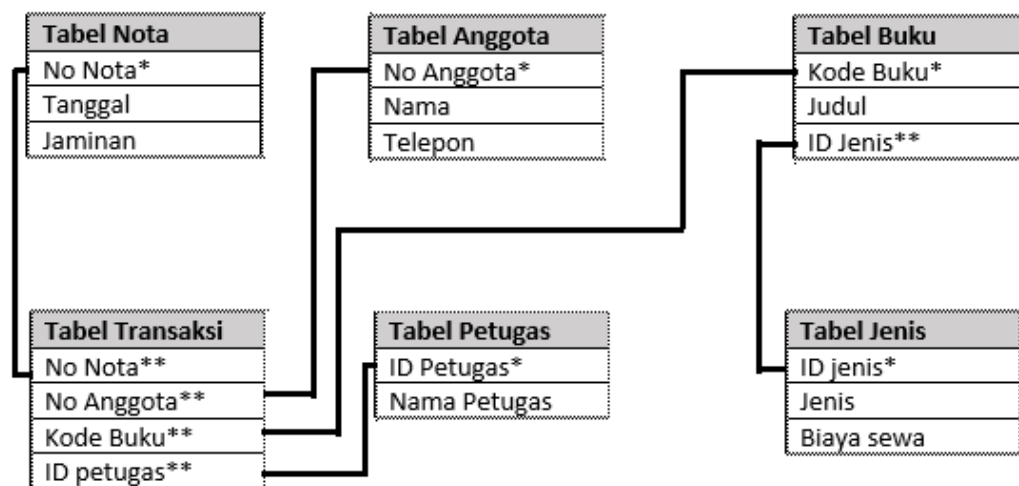 Tabel Nota
No Nota*
Tanggal
Jaminan
Tabel Anggota
No Anggota*
Nama
Telepon
Tabel Buku
Kode Buku*
Judul
ID Jenis**
Tabel Transaksi
No Nota**
No Anggota**
Kode Buku**
ID petugas**
Tabel Petugas
ID Petugas*
Nama Petugas
Tabel Jenis
ID jenis*
Jenis
Biaya sewa